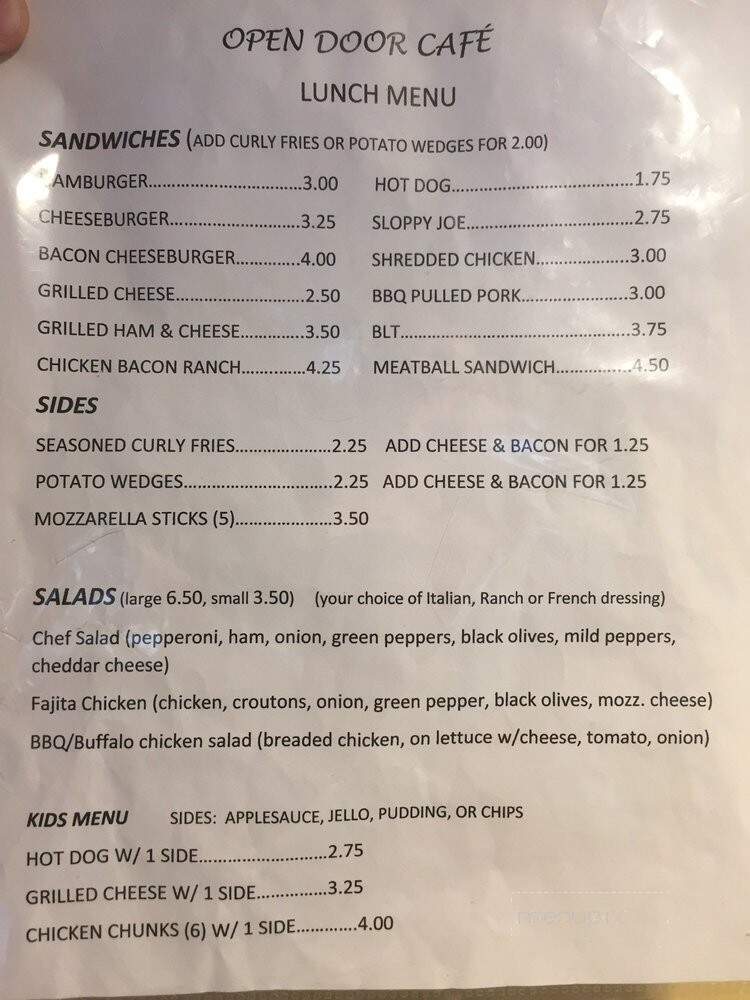 OPEN DOOR CAFÉ
LUNCH MENU
SANDWICHES (ADD CURLY FRIES OR POTATO WEDGES FOR 2.00)
AMBURGER................................3.00 HOT DOG.....................................1.75
CHEESEBURGER...........................3.25 SLOPPY JOE..................................2.75
BACON CHEESEBURGER.............4.00 SHREDDED CHICKEN...................3.00
GRILLED CHEESE...........................2.50 BBQ PULLED PORK......................3.00
GRILLED HAM & CHEESE.............3.50 BLT...............................................3.75
CHICKEN BACON RANCH.............4.25 MEATBALL SANDWICH................4.50
SIDES
SEASONED CURLY FRIES....................2.25 ADD CHEESE & BACON FOR 1.25
POTATO WEDGES...............................2.25 ADD CHEESE & BACON FOR 1.25
MOZZARELLA STICKS (5)....................3.50
SALADS (large 6.50, small 3.50) (your choice of Italian, Ranch or French dressing)
Chef Salad (pepperoni, ham, onion, green peppers, black olives, mild peppers,
cheddar cheese)
Fajita Chicken (chicken, croutons, onion, green pepper, black olives, mozz. cheese)
BBQ/Buffalo chicken salad (breaded chicken, on lettuce w/cheese, tomato, onion)
KIDS MENU SIDES: APPLESAUCE, JELLO, PUDDING, OR CHIPS
HOT DOG W/ 1 SIDE...........................2.75
GRILLED CHEESE W/ 1 SIDE...............3.25
CHICKEN CHUNKS (6) W/ 1 SIDE.............4.00